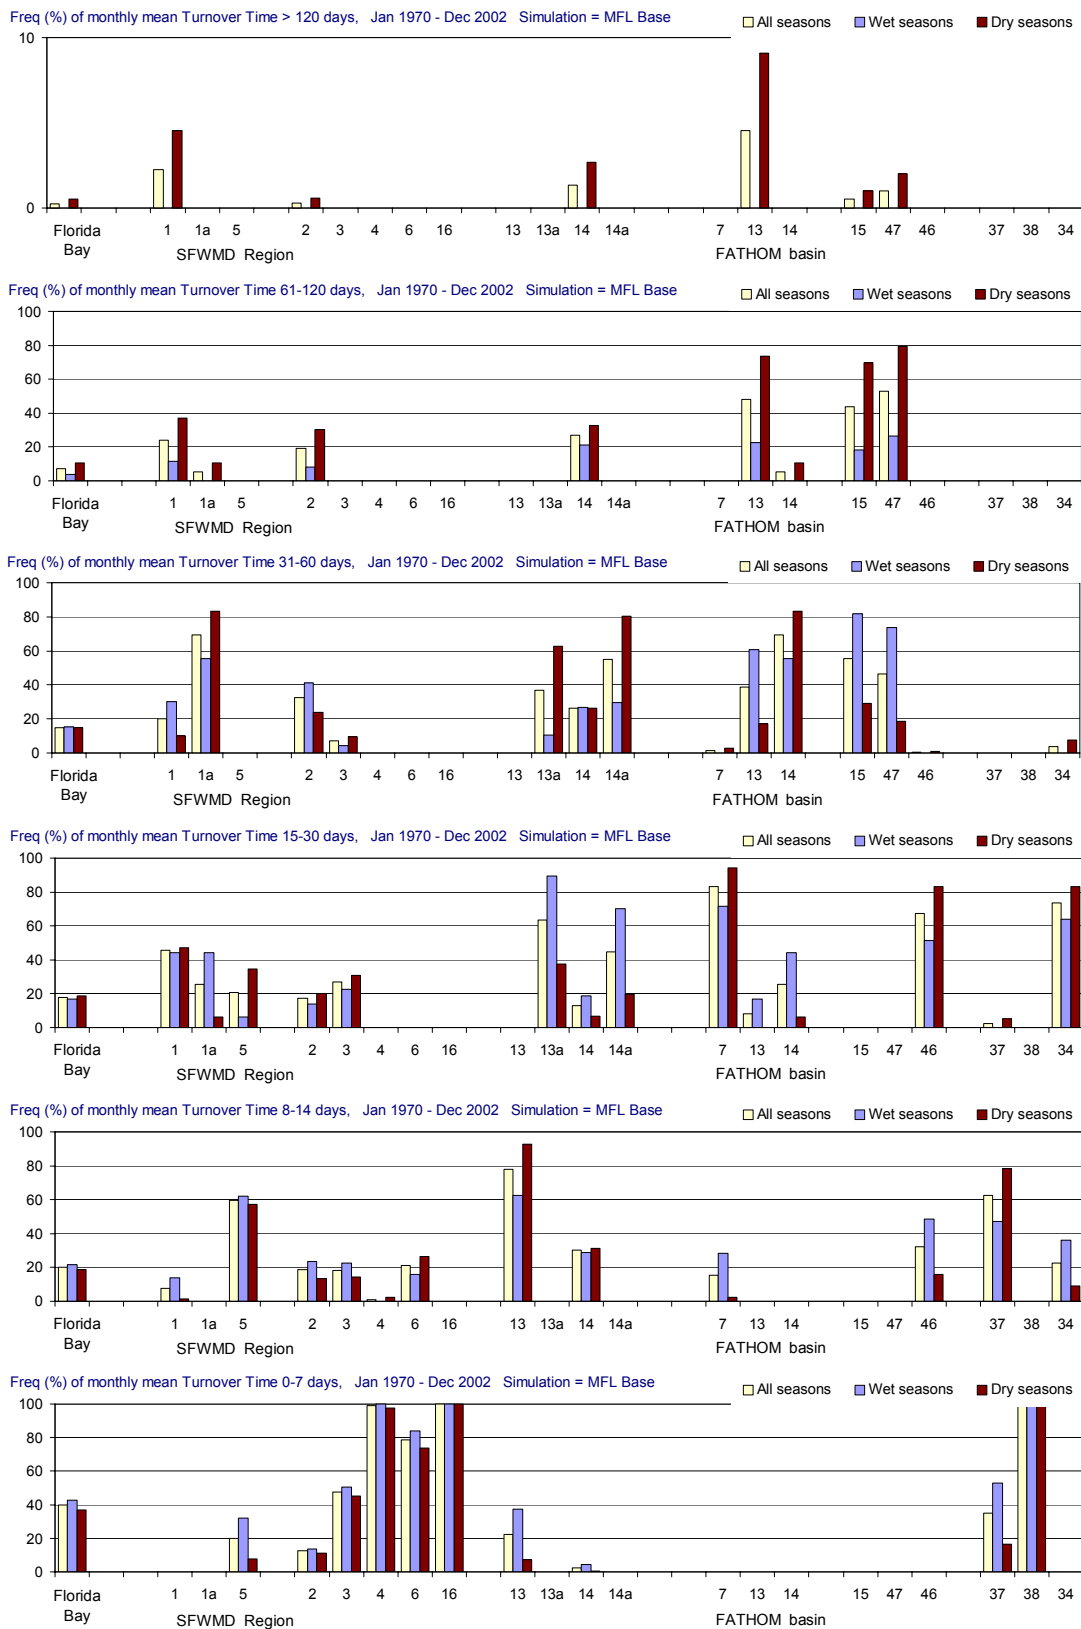 Freq (%) of monthly mean Turnover Time > 120 days, Jan 1970 - Dec 2002 Simulation = MFL Base
All seasons Wet seasons Dry seasons
10
0
Florida Bay 1 1a 5 2 3 4 6 16 13 13a 14 14a 7 13 14 15 47 46 37 38 34
SFWMD Region FATHOM basin
Freq (%) of monthly mean Turnover Time 61-120 days, Jan 1970 - Dec 2002 Simulation = MFL Base
All seasons Wet seasons Dry seasons
100
80
60
40
20
0
Florida Bay 1 1a 5 2 3 4 6 16 13 13a 14 14a 7 13 14 15 47 46 37 38 34
SFWMD Region FATHOM basin
Freq (%) of monthly mean Turnover Time 31-60 days, Jan 1970 - Dec 2002 Simulation = MFL Base
All seasons Wet seasons Dry seasons
100
80
60
40
20
0
Florida Bay 1 1a 5 2 3 4 6 16 13 13a 14 14a 7 13 14 15 47 46 37 38 34
SFWMD Region FATHOM basin
Freq (%) of monthly mean Turnover Time 15-30 days, Jan 1970 - Dec 2002 Simulation = MFL Base
All seasons Wet seasons Dry seasons
100
80
60
40
20
0
Florida Bay 1 1a 5 2 3 4 6 16 13 13a 14 14a 7 13 14 15 47 46 37 38 34
SFWMD Region FATHOM basin
Freq (%) of monthly mean Turnover Time 8-14 days, Jan 1970 - Dec 2002 Simulation = MFL Base
All seasons Wet seasons Dry seasons
100
80
60
40
20
0
Florida Bay 1 1a 5 2 3 4 6 16 13 13a 14 14a 7 13 14 15 47 46 37 38 34
SFWMD Region FATHOM basin
Freq (%) of monthly mean Turnover Time 0-7 days, Jan 1970 - Dec 2002 Simulation = MFL Base
All seasons Wet seasons Dry seasons
100
80
60
40
20
0
Florida Bay 1 1a 5 2 3 4 6 16 13 13a 14 14a 7 13 14 15 47 46 37 38 34
SFWMD Region FATHOM basin